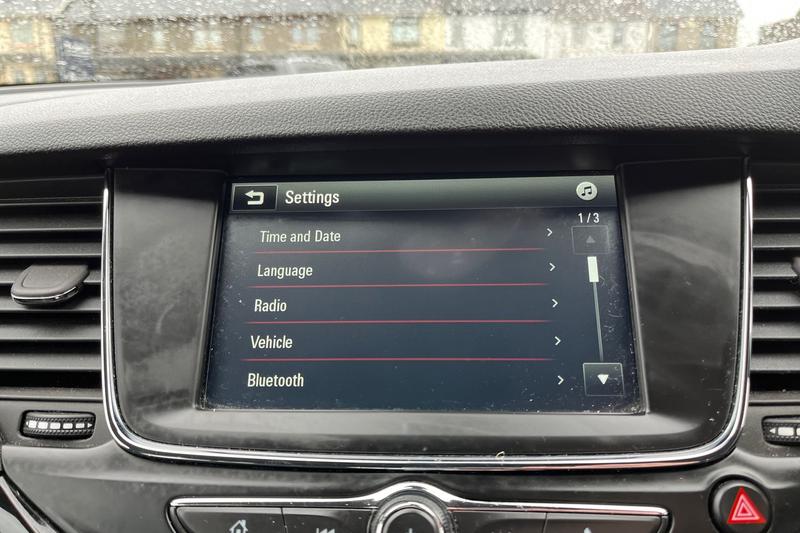 Settings
1/3
Time and Date
Language
Radio
Vehicle
Bluetooth